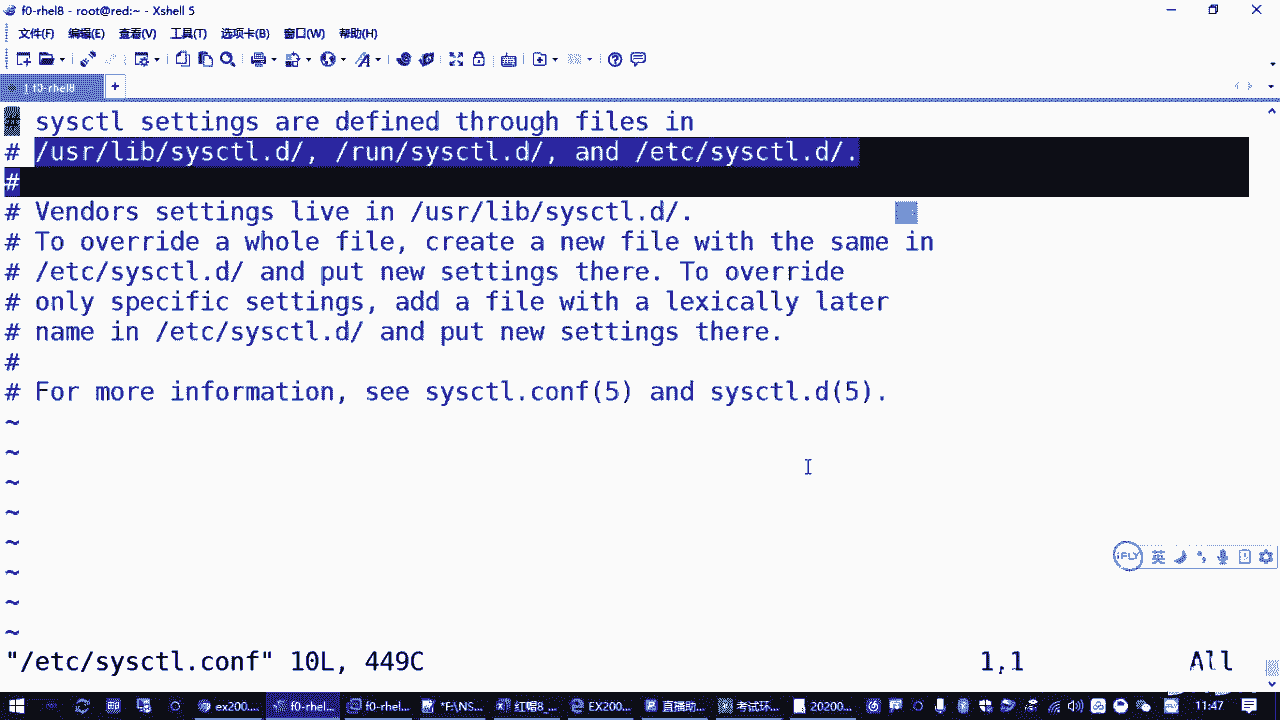 f0-rhel8 - root@red:~ - Xshell 5
文件(F) 编辑(E) 查看(V) 工具(T) 选项卡(B) 窗口(W) 帮助(H)
1 f0-rhel8 +
# sysctl settings are defined through files in
# /usr/lib/sysctl.d/, /run/sysctl.d/, and /etc/sysctl.d/.
#
# Vendors settings live in /usr/lib/sysctl.d/.
# To override a whole file, create a new file with the same in
# /etc/sysctl.d/ and put new settings there. To override
# only specific settings, add a file with a lexically later
# name in /etc/sysctl.d/ and put new settings there.
#
# For more information, see sysctl.conf(5) and sysctl.d(5).
~
~
~
~
~
~
~
~
iFLY 英
"/etc/sysctl.conf" 10L, 449C 1,1 All
ex200... f0-rhel... f0-rhel... *F:\NS... 红帽8_... EX200... 直播助... 考试环... 20200... 11:47